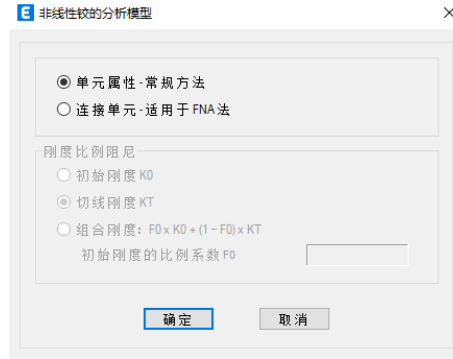 E 非线性铰的分析模型
单元属性-常规方法
连接单元-适用于FNA法
刚度比例阻尼
初始刚度K0
切线刚度KT
组合刚度: F0 x K0 + (1 - F0) x KT
初始刚度的比例系数F0
确定 取消